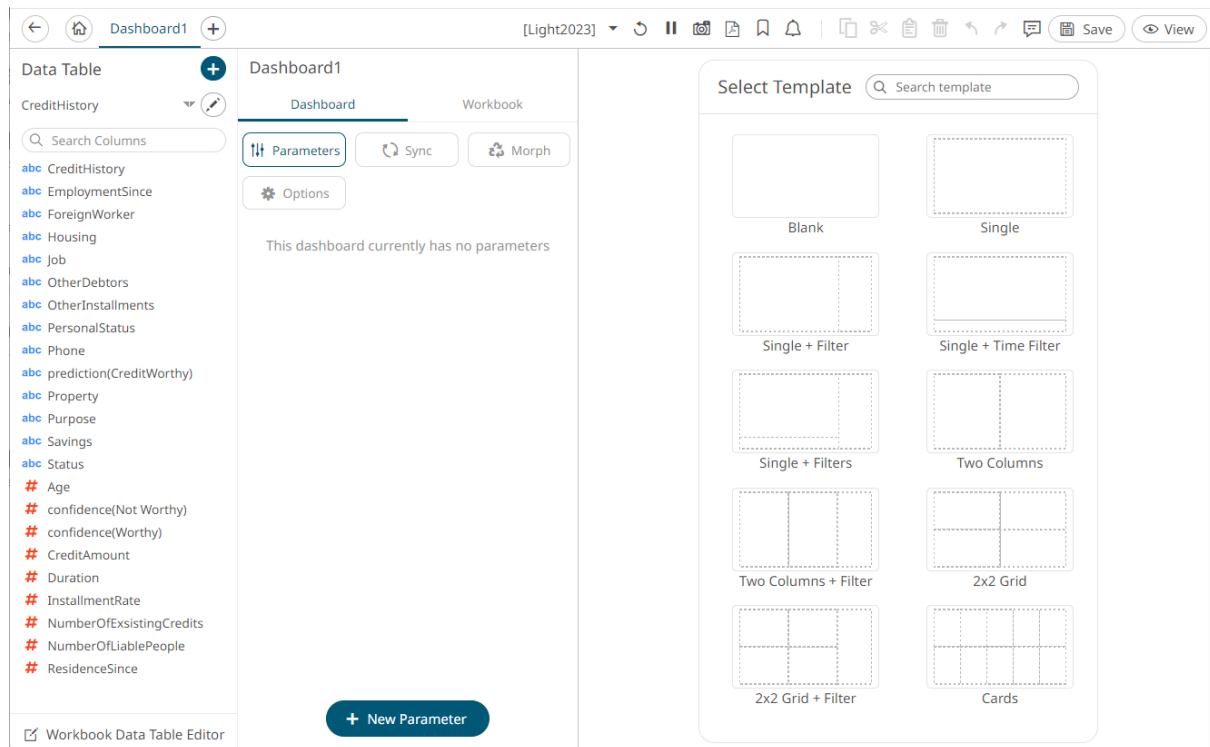 Dashboard1
[Light2023]
Save
View
Data Table
CreditHistory
Search Columns
abc CreditHistory
abc EmploymentSince
abc ForeignWorker
abc Housing
abc Job
abc OtherDebtors
abc OtherInstallments
abc PersonalStatus
abc Phone
abc prediction(CreditWorthy)
abc Property
abc Purpose
abc Savings
abc Status
# Age
# confidence(Not Worthy)
# confidence(Worthy)
# CreditAmount
# Duration
# InstallmentRate
# NumberOfExsistingCredits
# NumberOfLiablePeople
# ResidenceSince
Workbook Data Table Editor
Dashboard1
Dashboard Workbook
Parameters Sync Morph
Options
This dashboard currently has no parameters
+ New Parameter
Select Template Search template
Blank Single
Single + Filter Single + Time Filter
Single + Filters Two Columns
Two Columns + Filter 2x2 Grid
2x2 Grid + Filter Cards